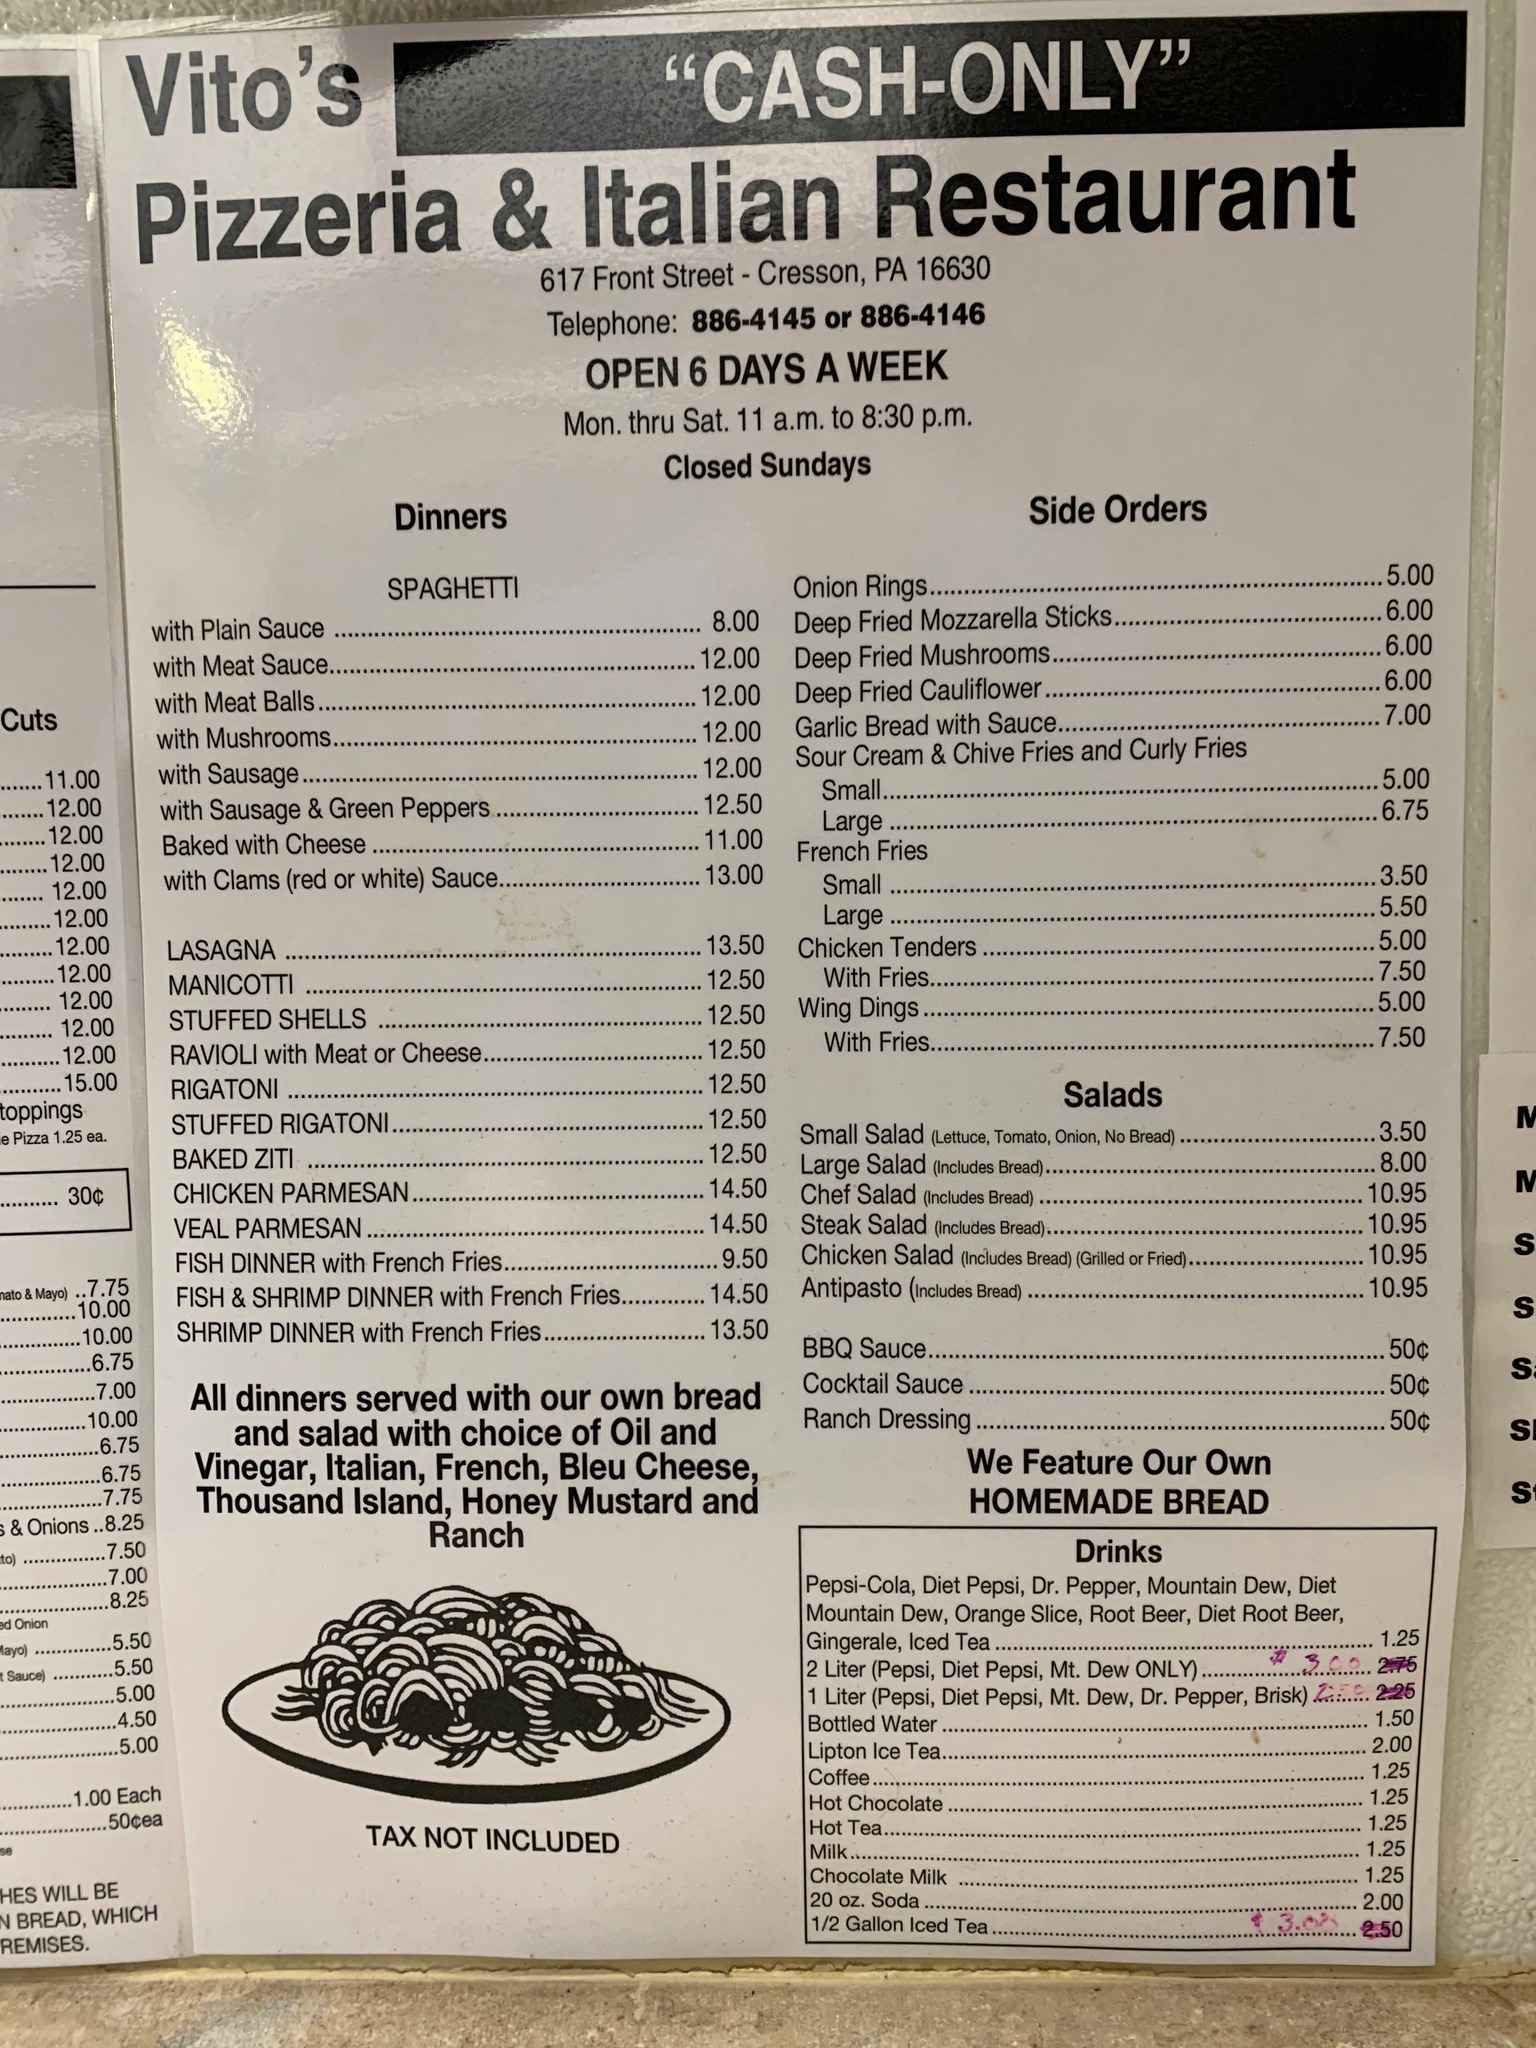 Vito's "CASH-ONLY"
Pizzeria & Italian Restaurant
617 Front Street - Cresson, PA 16630
Telephone: 886-4145 or 886-4146
OPEN 6 DAYS A WEEK
Mon. thru Sat. 11 a.m. to 8:30 p.m.
Closed Sundays
Dinners
SPAGHETTI
with Plain Sauce 8.00
with Meat Sauce 12.00
with Meat Balls 12.00
with Mushrooms 12.00
with Sausage 12.00
with Sausage & Green Peppers 12.50
Baked with Cheese 11.00
with Clams (red or white) Sauce 13.00
LASAGNA 13.50
MANICOTTI 12.50
STUFFED SHELLS 12.50
RAVIOLI with Meat or Cheese 12.50
RIGATONI 12.50
STUFFED RIGATONI 12.50
BAKED ZITI 12.50
CHICKEN PARMESAN 14.50
VEAL PARMESAN 14.50
FISH DINNER with French Fries 9.50
FISH & SHRIMP DINNER with French Fries 14.50
SHRIMP DINNER with French Fries 13.50
All dinners served with our own bread
and salad with choice of Oil and
Vinegar, Italian, French, Bleu Cheese,
Thousand Island, Honey Mustard and
Ranch
TAX NOT INCLUDED
Side Orders
Onion Rings 5.00
Deep Fried Mozzarella Sticks 6.00
Deep Fried Mushrooms 6.00
Deep Fried Cauliflower 6.00
Garlic Bread with Sauce 7.00
Sour Cream & Chive Fries and Curly Fries
Small 5.00
Large 6.75
French Fries
Small 3.50
Large 5.50
Chicken Tenders 5.00
With Fries 7.50
Wing Dings 5.00
With Fries 7.50
Salads
Small Salad (Lettuce, Tomato, Onion, No Bread) 3.50
Large Salad (Includes Bread) 8.00
Chef Salad (Includes Bread) 10.95
Steak Salad (Includes Bread) 10.95
Chicken Salad (Includes Bread) (Grilled or Fried) 10.95
Antipasto (Includes Bread) 10.95
BBQ Sauce 50¢
Cocktail Sauce 50¢
Ranch Dressing 50¢
We Feature Our Own
HOMEMADE BREAD
Drinks
Pepsi-Cola, Diet Pepsi, Dr. Pepper, Mountain Dew, Diet
Mountain Dew, Orange Slice, Root Beer, Diet Root Beer,
Gingerale, Iced Tea 1.25
2 Liter (Pepsi, Diet Pepsi, Mt. Dew ONLY) $ 3.00 2.75
1 Liter (Pepsi, Diet Pepsi, Mt. Dew, Dr. Pepper, Brisk) 2.50 2.25
Bottled Water 1.50
Lipton Ice Tea 2.00
Coffee 1.25
Hot Chocolate 1.25
Hot Tea 1.25
Milk 1.25
Chocolate Milk 1.25
20 oz. Soda 2.00
1/2 Gallon Iced Tea $ 3.00 2.50
Cuts
11.00
12.00
12.00
12.00
12.00
12.00
12.00
12.00
12.00
12.00
12.00
15.00
toppings
Pizza 1.25 ea.
30¢
& Mayo) 7.75
10.00
10.00
6.75
7.00
10.00
6.75
6.75
7.75
& Onions 8.25
7.50
7.00
8.25
Onion
5.50
Sauce) 5.50
5.00
4.50
5.00
1.00 Each
50¢ea
WILL BE
BREAD, WHICH